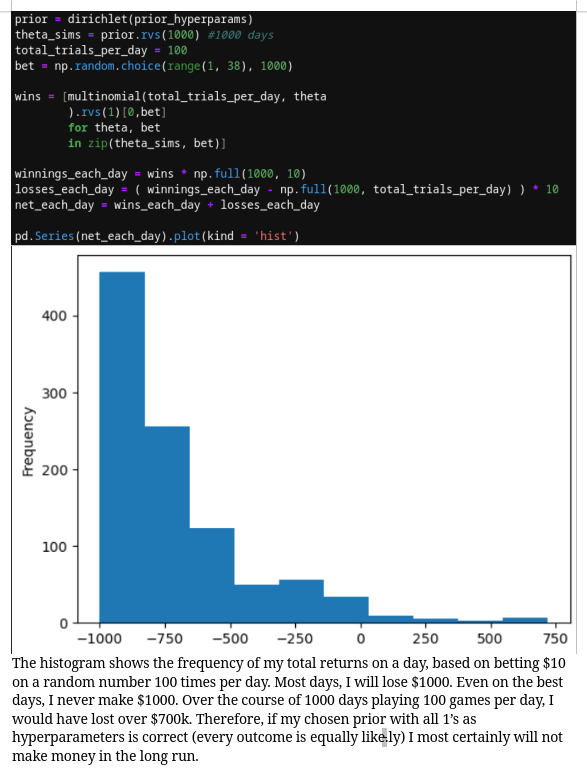 prior = dirichlet(prior_hyperparams)
theta_sims = prior.rvs(1000) #1000 days
total_trials_per_day = 100
bet = np.random.choice(range(1, 38), 1000)
wins = [multinomial(total_trials_per_day, theta
).rvs(1)[0,bet]
for theta, bet
in zip(theta_sims, bet)]
winnings_each_day = wins * np.full(1000, 10)
losses_each_day = ( winnings_each_day - np.full(1000, total_trials_per_day) ) * 10
net_each_day = wins_each_day + losses_each_day
pd.Series(net_each_day).plot(kind = 'hist')
400
300
200
100
0
Frequency
−1000 −750 −500 −250 0 250 500 750
The histogram shows the frequency of my total returns on a day, based on betting $10
on a random number 100 times per day. Most days, I will lose $1000. Even on the best
days, I never make $1000. Over the course of 1000 days playing 100 games per day, I
would have lost over $700k. Therefore, if my chosen prior with all 1’s as
hyperparameters is correct (every outcome is equally likely) I most certainly will not
make money in the long run.